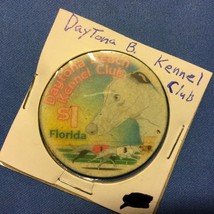 DayTona B.
Kennel
Club
Daytona Beach
Kennel Club
$1
Florida